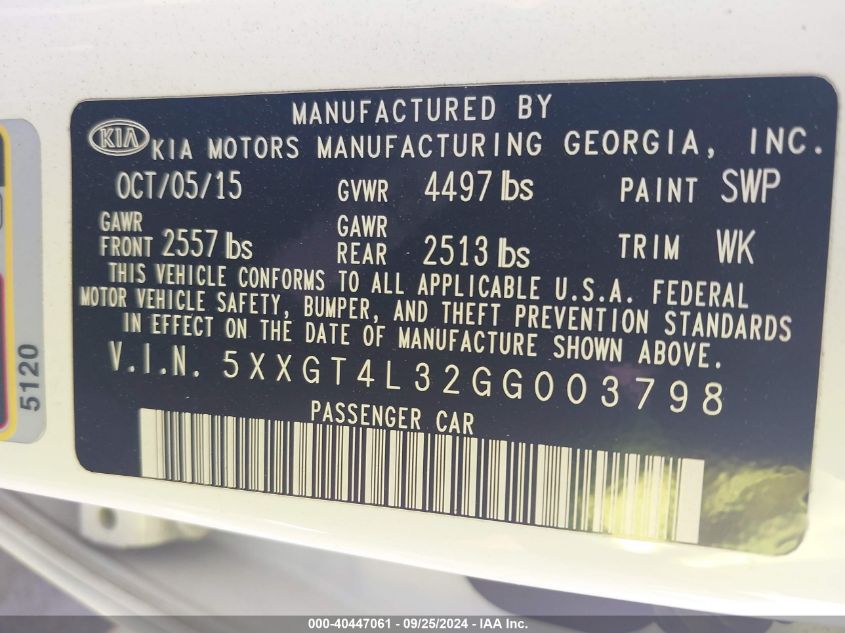 MANUFACTURED BY
KIA
KIA MOTORS MANUFACTURING GEORGIA, INC.
OCT/05/15 GVWR 4497 lbs PAINT SWP
GAWR FRONT 2557 lbs GAWR REAR 2513 lbs TRIM WK
THIS VEHICLE CONFORMS TO ALL APPLICABLE U.S.A. FEDERAL
MOTOR VEHICLE SAFETY, BUMPER, AND THEFT PREVENTION STANDARDS
IN EFFECT ON THE DATE OF MANUFACTURE SHOWN ABOVE.
V.I.N. 5XXGT4L32GG003798
PASSENGER CAR
5120
000-40447061 - 09/25/2024 - IAAI Inc.